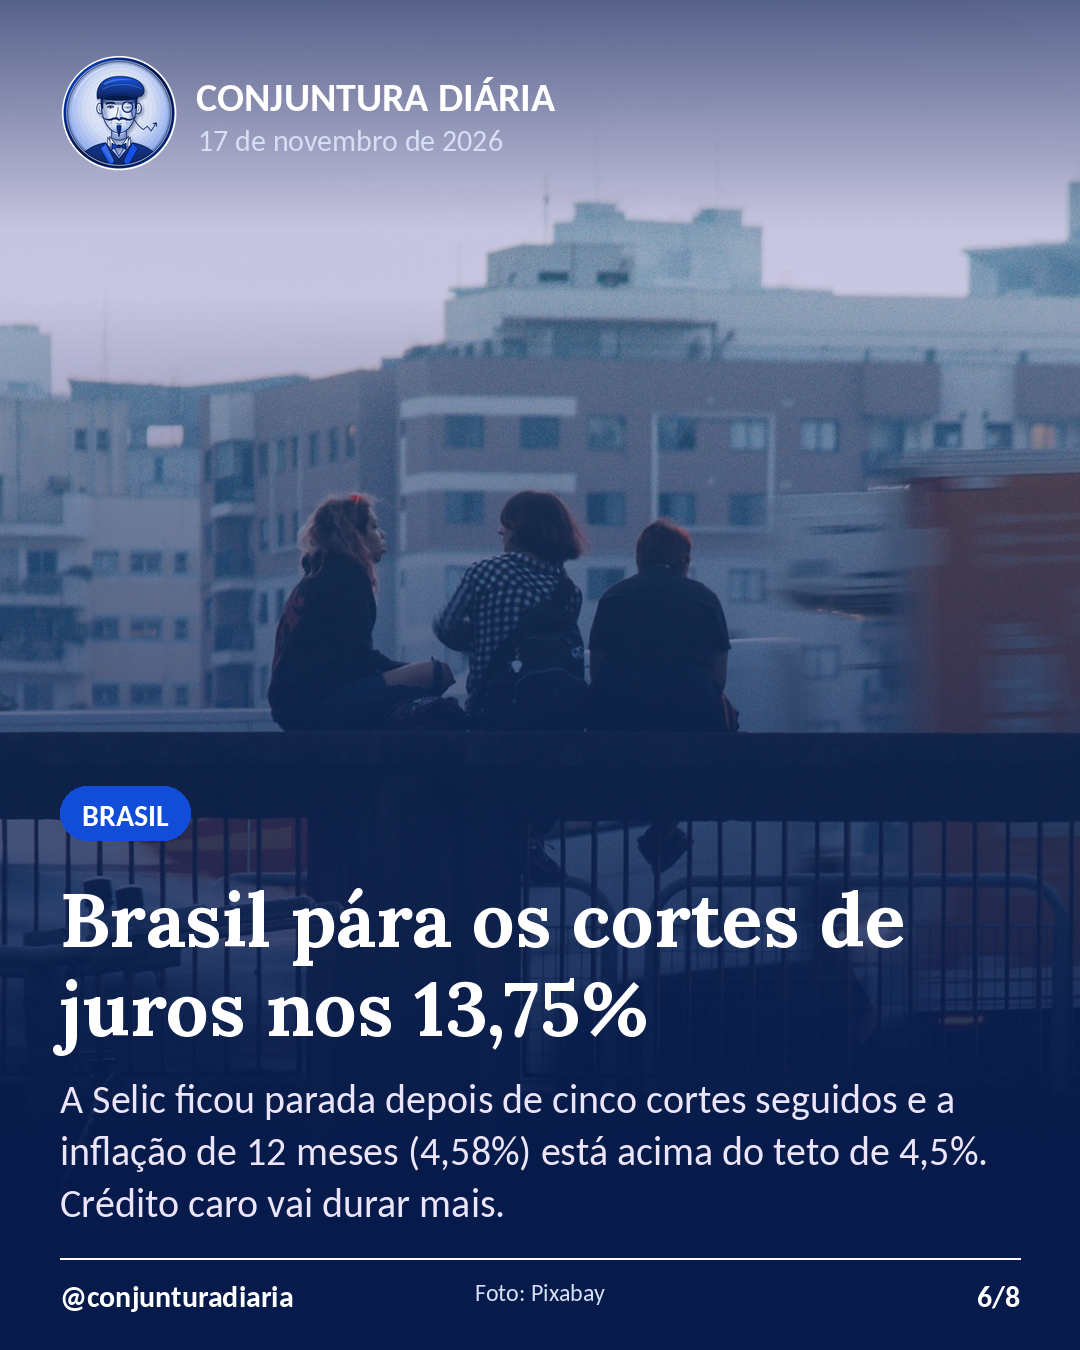 CONJUNTURA DIÁRIA
17 de novembro de 2026
BRASIL
Brasil pára os cortes de
juros nos 13,75%
A Selic ficou parada depois de cinco cortes seguidos e a
inflação de 12 meses (4,58%) está acima do teto de 4,5%.
Crédito caro vai durar mais.
@conjunturadiaria
Foto: Pixabay
6/8